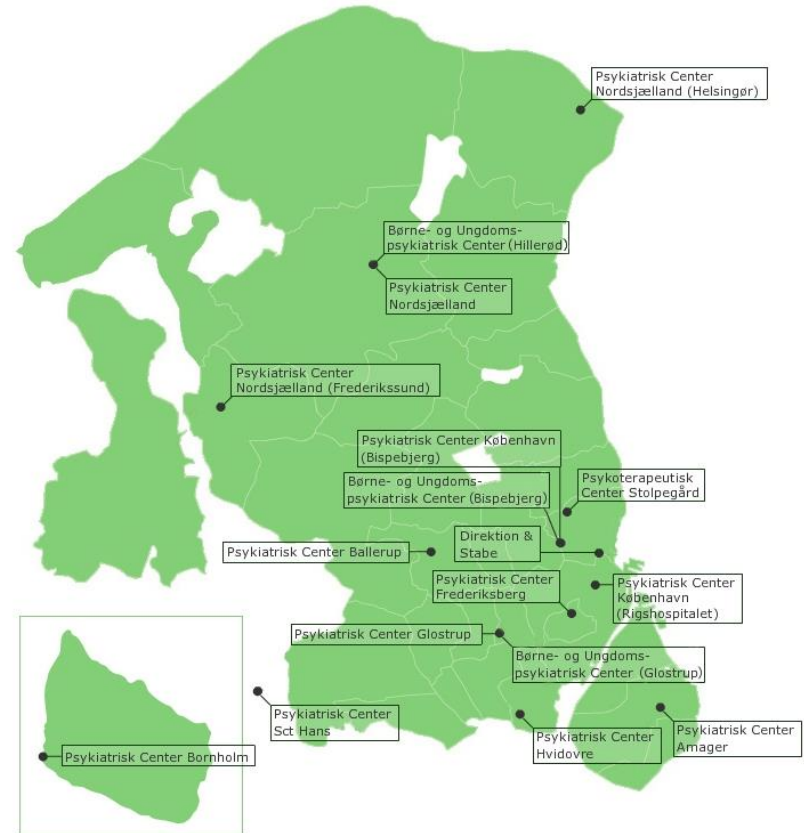 Psykiatrisk Center
Nordsjælland (Helsingør)
Børne- og Ungdoms-
psykiatrisk Center (Hillerød)
Psykiatrisk Center
Nordsjælland
Psykiatrisk Center
Nordsjælland (Frederikssund)
Psykiatrisk Center København
(Bispebjerg)
Børne- og Ungdoms-
psykiatrisk Center (Bispebjerg)
Psykoterapeutisk
Center Stolpegård
Direktion &
Stabe
Psykiatrisk Center Ballerup
Psykiatrisk Center
Frederiksberg
Psykiatrisk Center
København
(Rigshospitalet)
Psykiatrisk Center Glostrup
Børne- og Ungdoms-
psykiatrisk Center (Glostrup)
Psykiatrisk Center
Sct Hans
Psykiatrisk Center
Hvidovre
Psykiatrisk Center
Amager
Psykiatrisk Center Bornholm